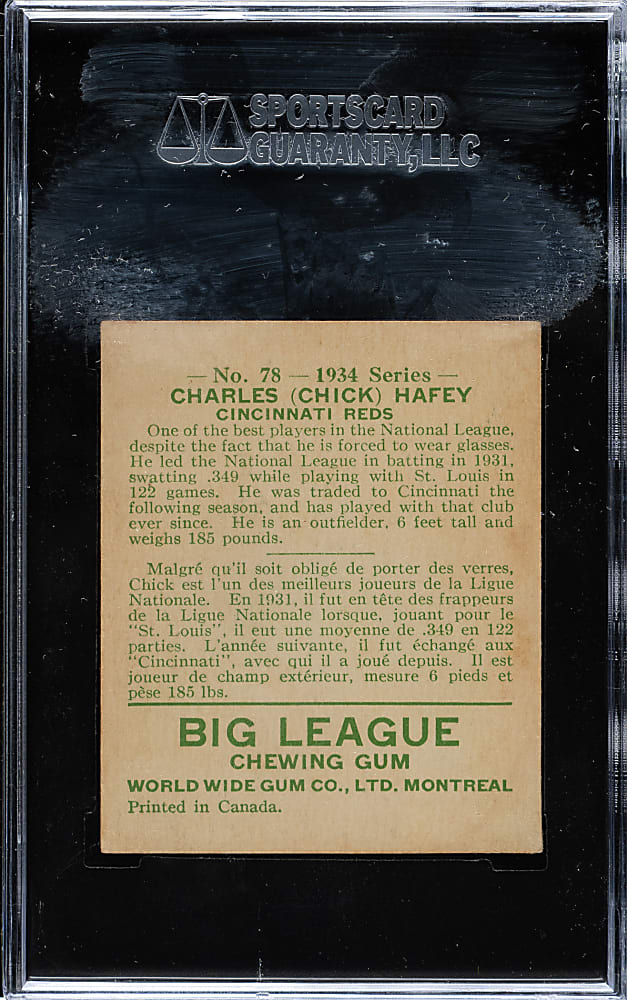 SPORTSCARD
GUARANTY, LLC
— No. 78 — 1934 Series —
CHARLES (CHICK) HAFEY
CINCINNATI REDS
One of the best players in the National League,
despite the fact that he is forced to wear glasses.
He led the National League in batting in 1931,
swatting .349 while playing with St. Louis in
122 games. He was traded to Cincinnati the
following season, and has played with that club
ever since. He is an outfielder, 6 feet tall and
weighs 185 pounds.
Malgré qu'il soit obligé de porter des verres,
Chick est l'un des meilleurs joueurs de la Ligue
Nationale. En 1931, il fut en tête des frappeurs
de la Ligue Nationale lorsque, jouant pour le
"St. Louis", il eut une moyenne de .349 en 122
parties. L'année suivante, il fut échangé aux
"Cincinnati", avec qui il a joué depuis. Il est
joueur de champ extérieur, mesure 6 pieds et
pèse 185 lbs.
BIG LEAGUE
CHEWING GUM
WORLD WIDE GUM CO., LTD. MONTREAL
Printed in Canada.